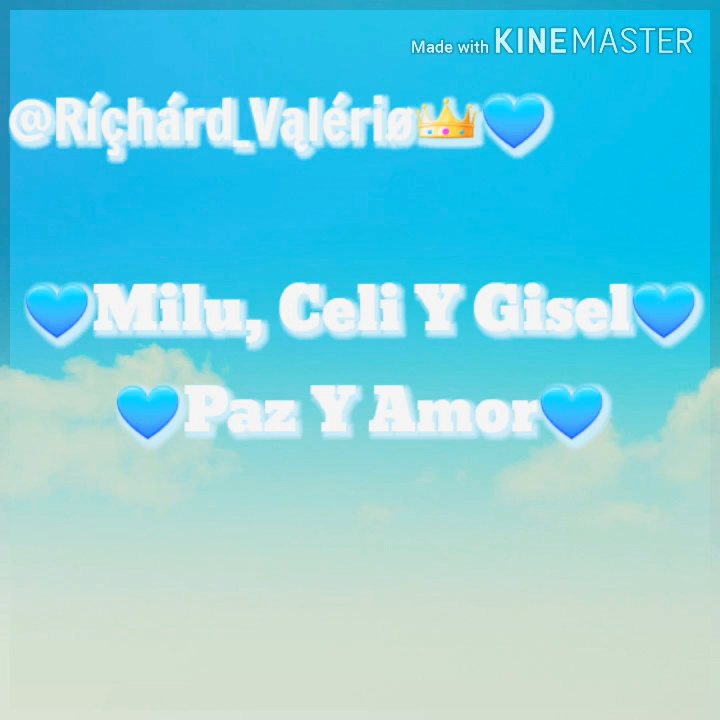 Made with KINEMASTER
@Ríçhárd_Vąlériø👑💙
💙Milu, Celi Y Gisel💙
💙Paz Y Amor💙